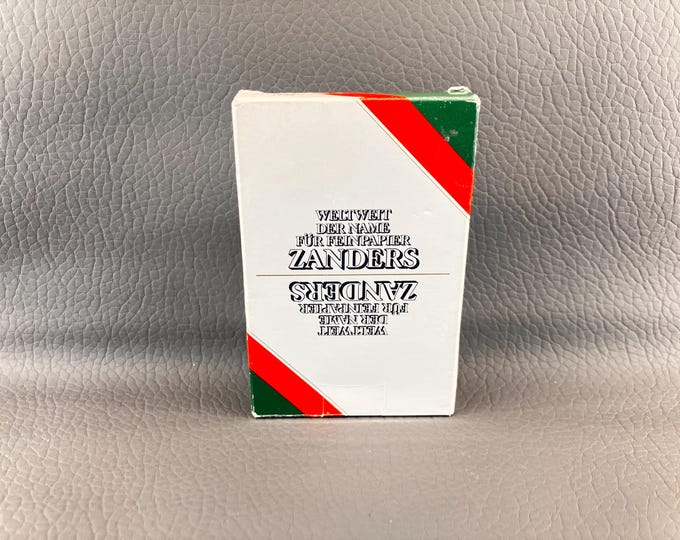 WELTWEIT
DER NAME
FÜR FEINPAPIER
ZANDERS
ZANDERS
FÜR FEINPAPIER
DER NAME
WELTWEIT